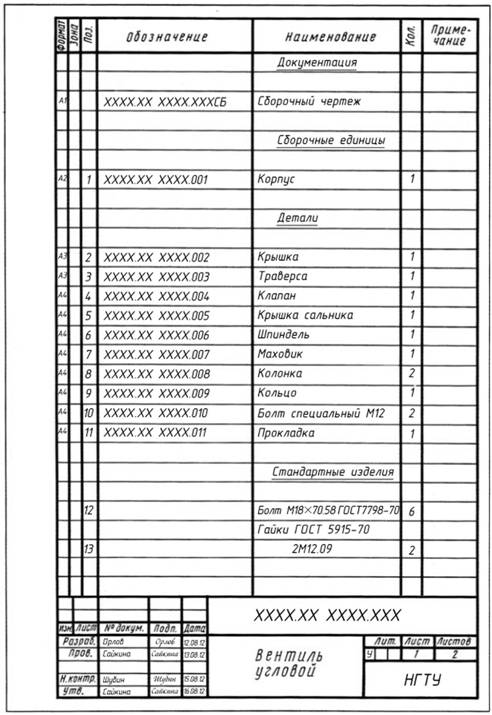 Формат Зона Поз. Обозначение Наименование Кол. Приме-
чание
Документация
А1 XXXX.XX XXXX.XXXСБ Сборочный чертеж
Сборочные единицы
А2 1 XXXX.XX XXXX.001 Корпус 1
Детали
А3 2 XXXX.XX XXXX.002 Крышка 1
А3 3 XXXX.XX XXXX.003 Траверса 1
А4 4 XXXX.XX XXXX.004 Клапан 1
А4 5 XXXX.XX XXXX.005 Крышка сальника 1
А4 6 XXXX.XX XXXX.006 Шпиндель 1
А4 7 XXXX.XX XXXX.007 Маховик 1
А4 8 XXXX.XX XXXX.008 Колонка 2
А4 9 XXXX.XX XXXX.009 Кольцо 1
А4 10 XXXX.XX XXXX.010 Болт специальный М12 2
А4 11 XXXX.XX XXXX.011 Прокладка 1
Стандартные изделия
12 Болт М18×70.58 ГОСТ7798-70 6
Гайки ГОСТ 5915-70
13 2М12.09 2
XXXX.XX XXXX.XXX
Изм Лист № докум. Подп. Дата
Разраб. Орлов Орлов 12.08.12
Пров. Сайкина Сайкина 13.08.12
Н.контр. Шувин Шувин 15.08.12
Утв. Сайкина Сайкина 16.08.12
Вентиль
угловой
Лит. Лист Листов
У 1 2
НГТУ